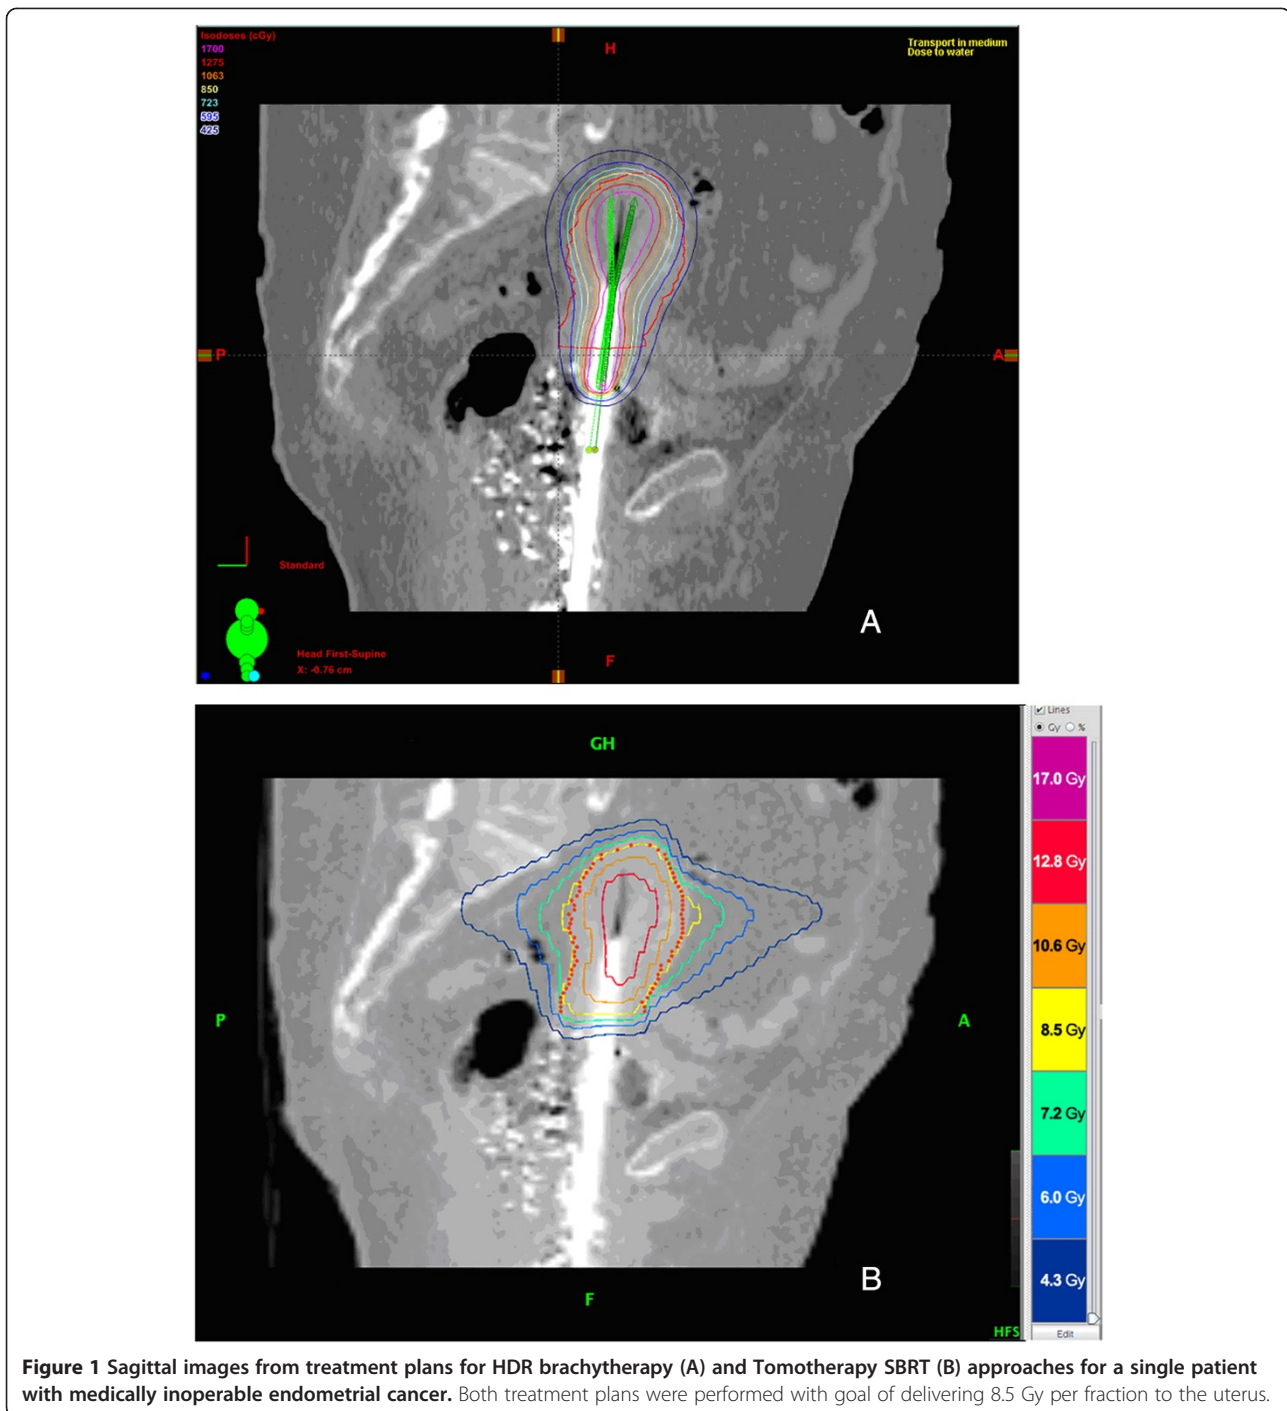 Isodoses (cGy)
1700
1275
1063
850
723
595
425
H
Transport in medium
Dose to water
P
A
Standard
Head First-Supine
X: -0.76 cm
F
A
Lines
Gy %
GH
17.0 Gy
12.8 Gy
10.6 Gy
8.5 Gy
7.2 Gy
6.0 Gy
4.3 Gy
P
A
B
F
HFS
Edit
Figure 1 Sagittal images from treatment plans for HDR brachytherapy (A) and Tomotherapy SBRT (B) approaches for a single patient
with medically inoperable endometrial cancer. Both treatment plans were performed with goal of delivering 8.5 Gy per fraction to the uterus.